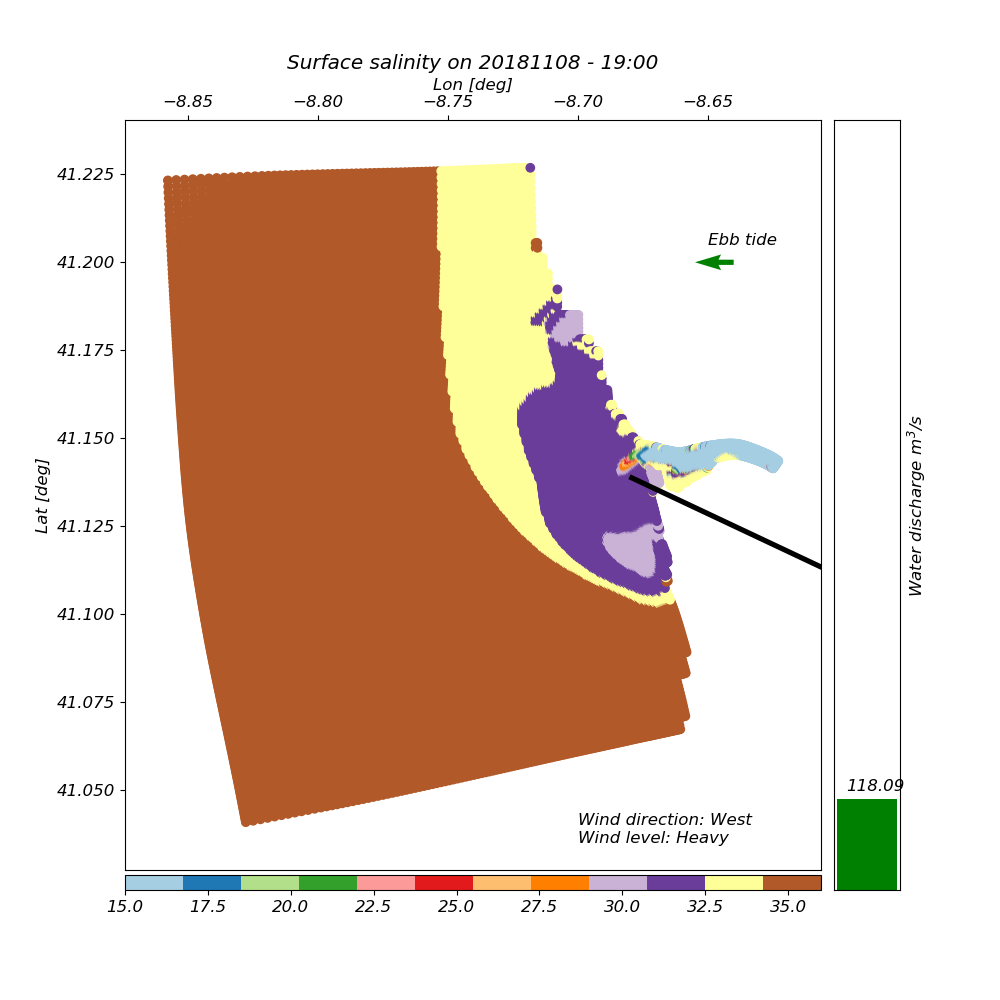 Surface salinity on 20181108 - 19:00
Lon [deg]
−8.85 −8.80 −8.75 −8.70 −8.65
41.225
41.200
41.175
41.150
41.125
41.100
41.075
41.050
Lat [deg]
Ebb tide
Wind direction: West
Wind level: Heavy
118.09
Water discharge m³/s
15.0 17.5 20.0 22.5 25.0 27.5 30.0 32.5 35.0